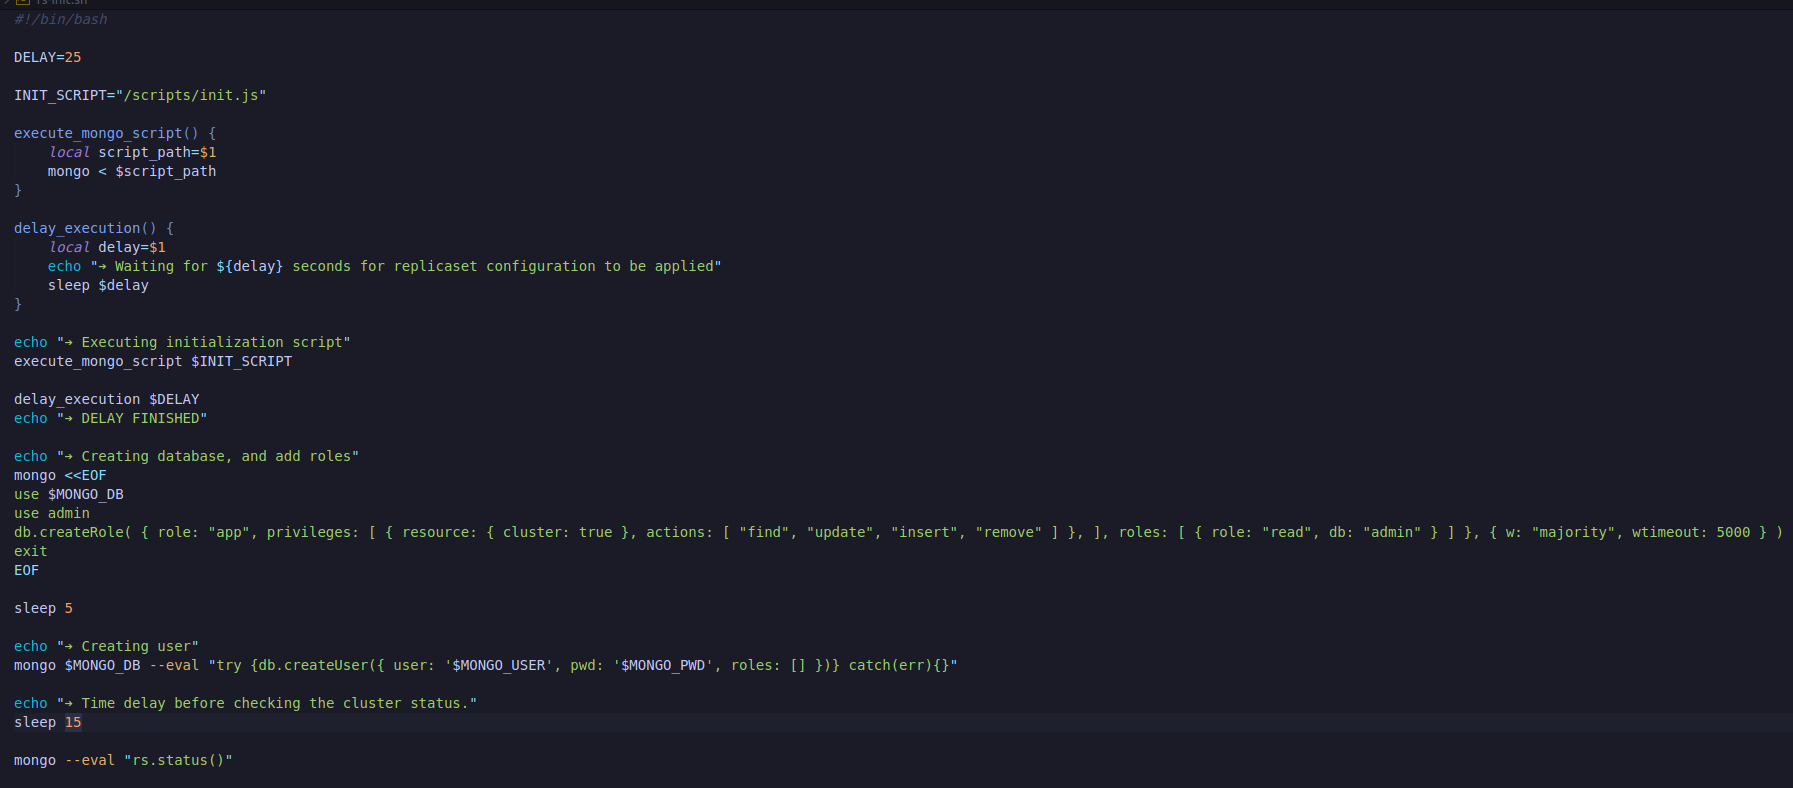 rs-init.sh
#!/bin/bash
DELAY=25
INIT_SCRIPT="/scripts/init.js"
execute_mongo_script() {
local script_path=$1
mongo < $script_path
}
delay_execution() {
local delay=$1
echo "➔ Waiting for ${delay} seconds for replicaset configuration to be applied"
sleep $delay
}
echo "➔ Executing initialization script"
execute_mongo_script $INIT_SCRIPT
delay_execution $DELAY
echo "➔ DELAY FINISHED"
echo "➔ Creating database, and add roles"
mongo <<EOF
use $MONGO_DB
use admin
db.createRole( { role: "app", privileges: [ { resource: { cluster: true }, actions: [ "find", "update", "insert", "remove" ] }, ], roles: [ { role: "read", db: "admin" } ] }, { w: "majority", wtimeout: 5000 } )
exit
EOF
sleep 5
echo "➔ Creating user"
mongo $MONGO_DB --eval "try {db.createUser({ user: '$MONGO_USER', pwd: '$MONGO_PWD', roles: [] })} catch(err){}"
echo "➔ Time delay before checking the cluster status."
sleep 15
mongo --eval "rs.status()"